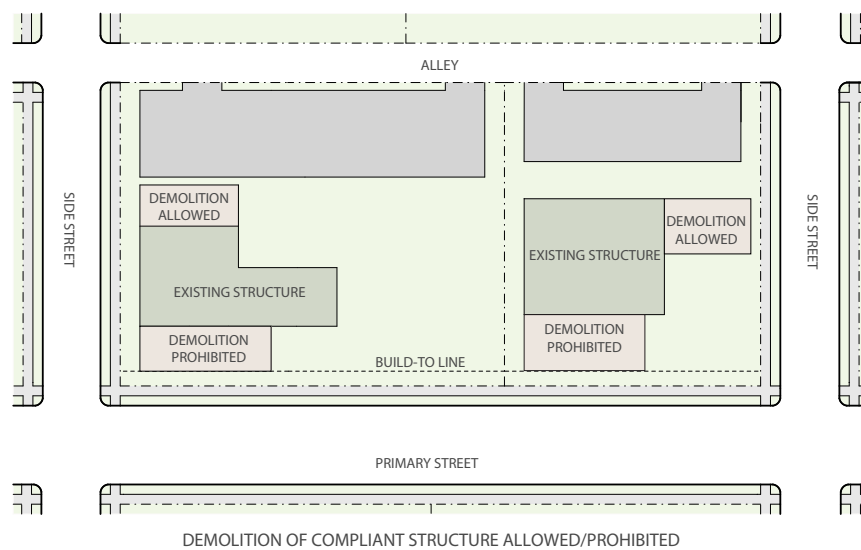 ALLEY
SIDE STREET
SIDE STREET
DEMOLITION
ALLOWED
DEMOLITION
ALLOWED
EXISTING STRUCTURE
EXISTING STRUCTURE
DEMOLITION
PROHIBITED
DEMOLITION
PROHIBITED
BUILD-TO LINE
PRIMARY STREET
DEMOLITION OF COMPLIANT STRUCTURE ALLOWED/PROHIBITED